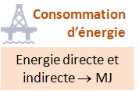 Consommation
d'énergie
Energie directe et
indirecte → MJ